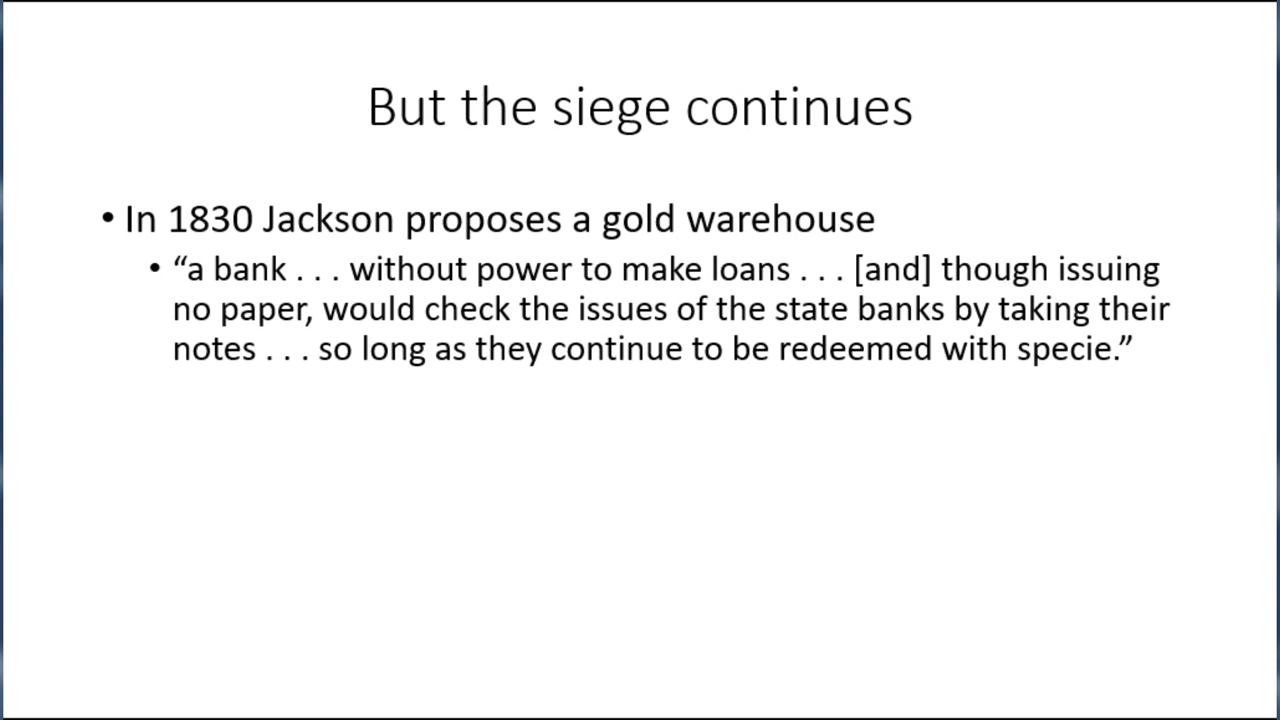 But the siege continues
• In 1830 Jackson proposes a gold warehouse
• “a bank . . . without power to make loans . . . [and] though issuing
no paper, would check the issues of the state banks by taking their
notes . . . so long as they continue to be redeemed with specie.”